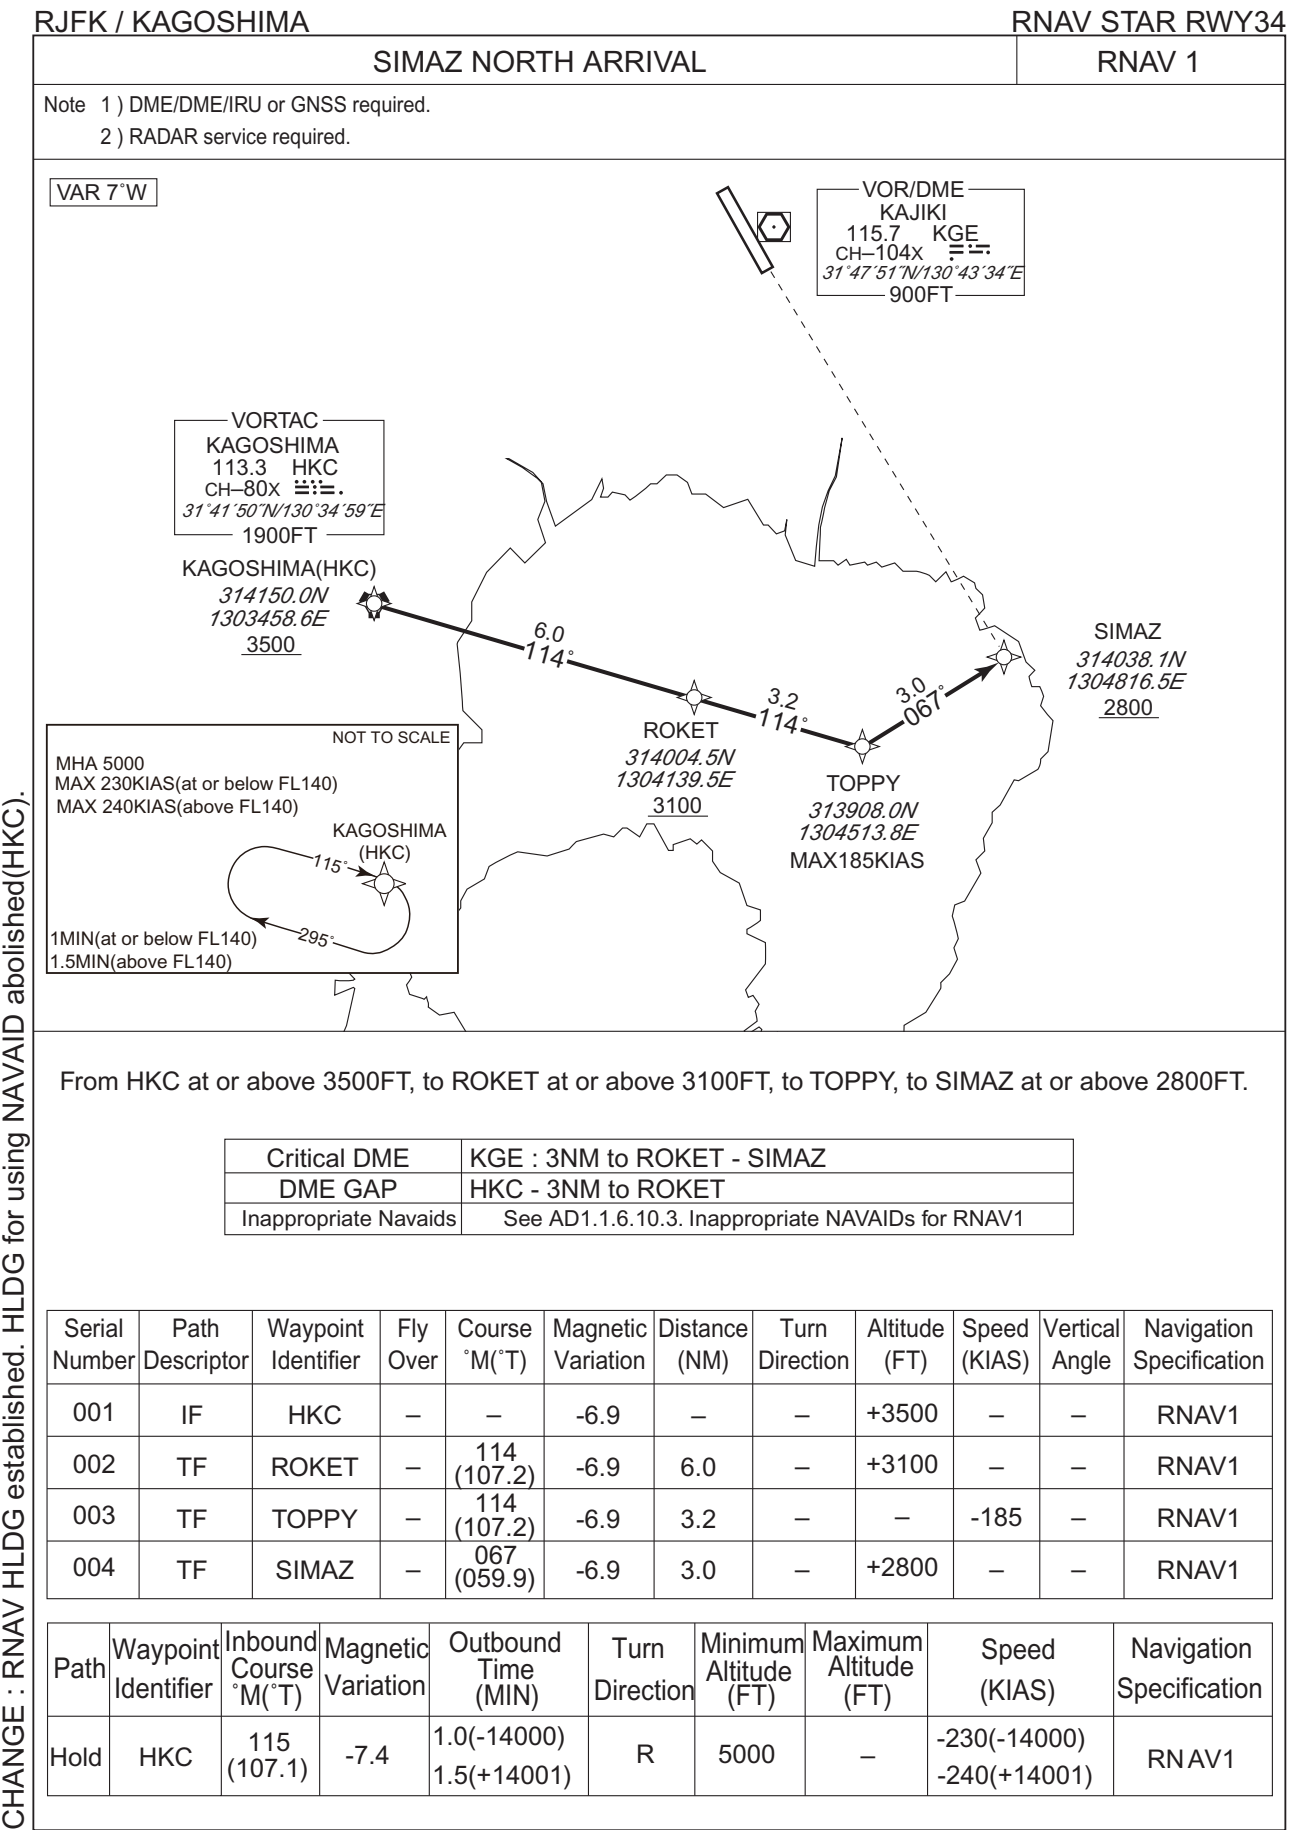 RJFK / KAGOSHIMA
RNAV STAR RWY34
SIMAZ NORTH ARRIVAL
RNAV 1
Note 1 ) DME/DME/IRU or GNSS required.
2 ) RADAR service required.
VAR 7˚W
VOR/DME
KAJIKI
115.7 KGE
CH–104X
31˚47´51˝N/130˚43´34˝E
900FT
VORTAC
KAGOSHIMA
113.3 HKC
CH–80X
31˚41´50˝N/130˚34´59˝E
1900FT
KAGOSHIMA(HKC)
314150.0N
1303458.6E
3500
6.0
114˚
ROKET
314004.5N
1304139.5E
3100
3.2
114˚
TOPPY
313908.0N
1304513.8E
MAX185KIAS
3.0
067˚
SIMAZ
314038.1N
1304816.5E
2800
NOT TO SCALE
MHA 5000
MAX 230KIAS(at or below FL140)
MAX 240KIAS(above FL140)
KAGOSHIMA
(HKC)
115˚
295˚
1MIN(at or below FL140)
1.5MIN(above FL140)
From HKC at or above 3500FT, to ROKET at or above 3100FT, to TOPPY, to SIMAZ at or above 2800FT.
Critical DME KGE : 3NM to ROKET - SIMAZ
DME GAP HKC - 3NM to ROKET
Inappropriate Navaids See AD1.1.6.10.3. Inappropriate NAVAIDs for RNAV1
Serial Number Path Descriptor Waypoint Identifier Fly Over Course ˚M(˚T) Magnetic Variation Distance (NM) Turn Direction Altitude (FT) Speed (KIAS) Vertical Angle Navigation Specification
001 IF HKC – – -6.9 – – +3500 – – RNAV1
002 TF ROKET – 114 (107.2) -6.9 6.0 – +3100 – – RNAV1
003 TF TOPPY – 114 (107.2) -6.9 3.2 – – -185 – RNAV1
004 TF SIMAZ – 067 (059.9) -6.9 3.0 – +2800 – – RNAV1
Path Waypoint Identifier Inbound Course ˚M(˚T) Magnetic Variation Outbound Time (MIN) Turn Direction Minimum Altitude (FT) Maximum Altitude (FT) Speed (KIAS) Navigation Specification
Hold HKC 115 (107.1) -7.4 1.0(-14000) 1.5(+14001) R 5000 – -230(-14000) -240(+14001) RNAV1
CHANGE : RNAV HLDG established. HLDG for using NAVAID abolished(HKC).